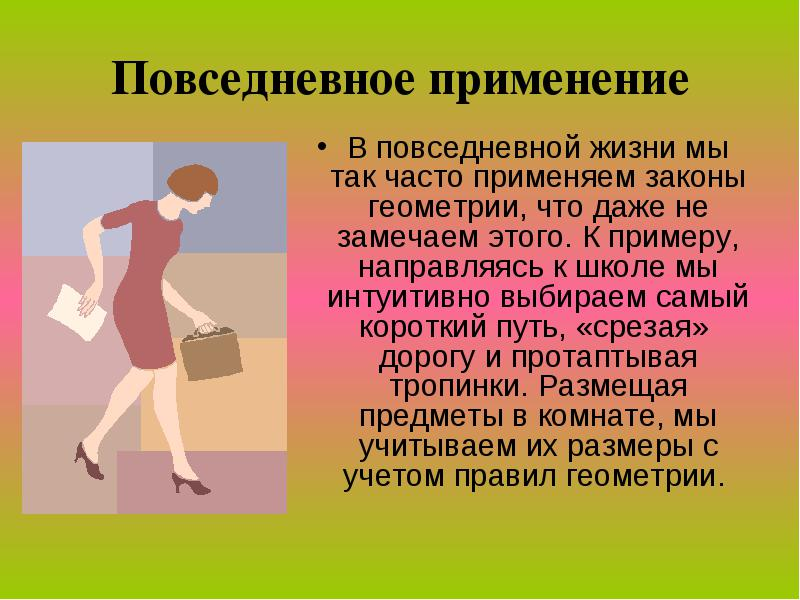 Повседневное применение
• В повседневной жизни мы
так часто применяем законы
геометрии, что даже не
замечаем этого. К примеру,
направляясь к школе мы
интуитивно выбираем самый
короткий путь, «срезая»
дорогу и протаптывая
тропинки. Размещая
предметы в комнате, мы
учитываем их размеры с
учетом правил геометрии.